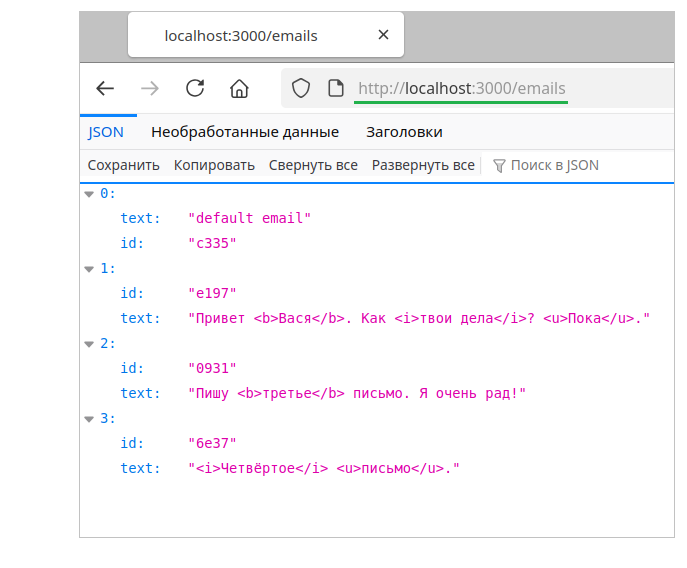 localhost:3000/emails ✕
http://localhost:3000/emails
JSON Необработанные данные Заголовки
Сохранить Копировать Свернуть все Развернуть все Поиск в JSON
0:
text: "default email"
id: "c335"
1:
id: "e197"
text: "Привет <b>Вася</b>. Как <i>твои дела</i>? <u>Пока</u>."
2:
id: "0931"
text: "Пишу <b>третье</b> письмо. Я очень рад!"
3:
id: "6e37"
text: "<i>Четвёртое</i> <u>письмо</u>."